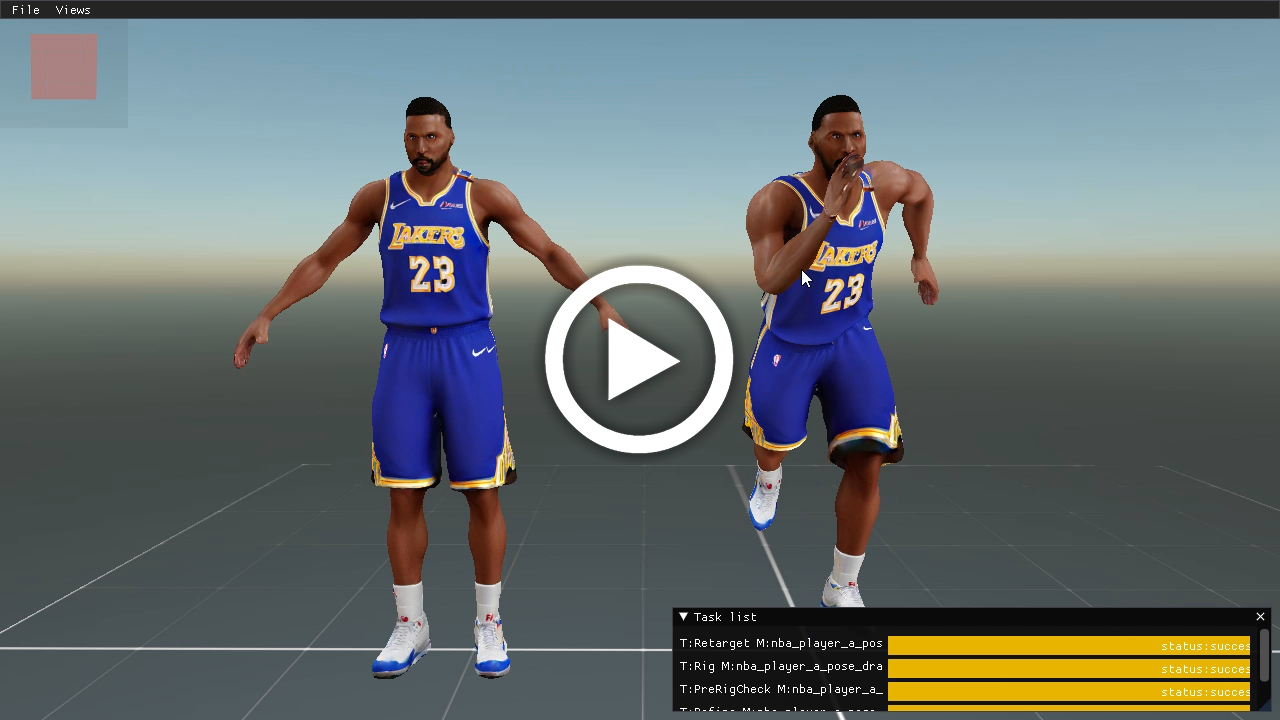 File Views
LAKERS
23
LAKERS
23
Task list
T:Retarget M:nba_player_a_pos status:succes
T:Rig M:nba_player_a_pose_dra status:succes
T:PreRigCheck M:nba_player_a_ status:succes